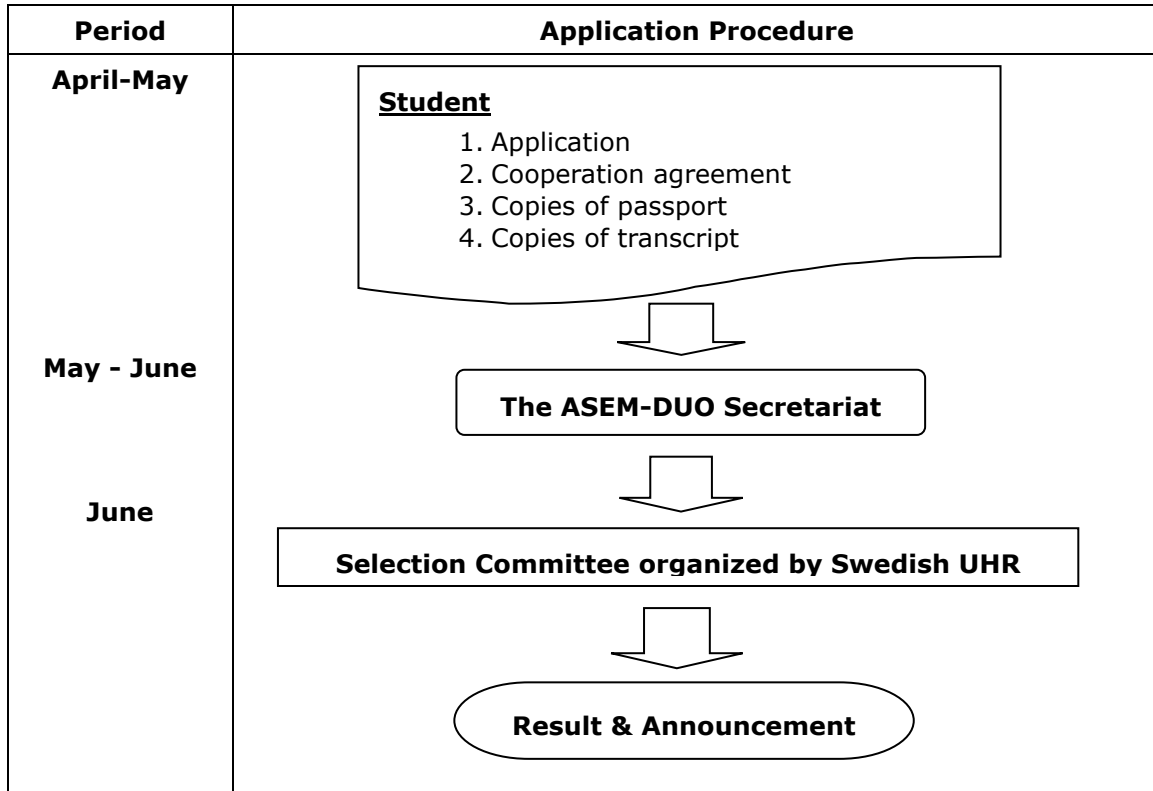 Period Application Procedure
April-May
Student
1. Application
2. Cooperation agreement
3. Copies of passport
4. Copies of transcript
May - June
The ASEM-DUO Secretariat
June
Selection Committee organized by Swedish UHR
Result & Announcement